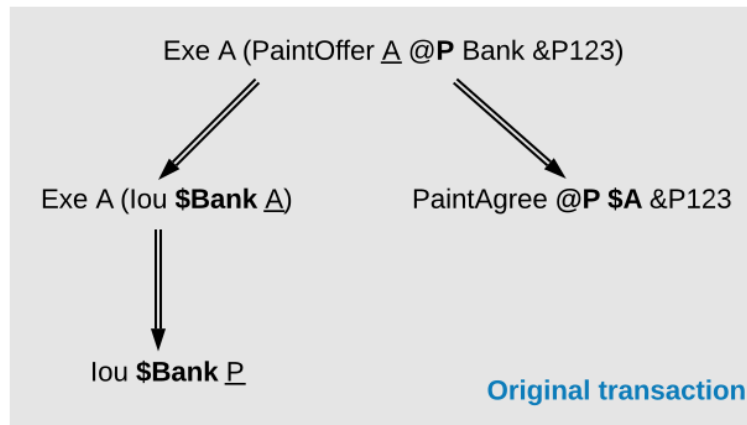 Exe A (PaintOffer A @P Bank &P123)
Exe A (Iou $Bank A)
PaintAgree @P $A &P123
Iou $Bank P
Original transaction